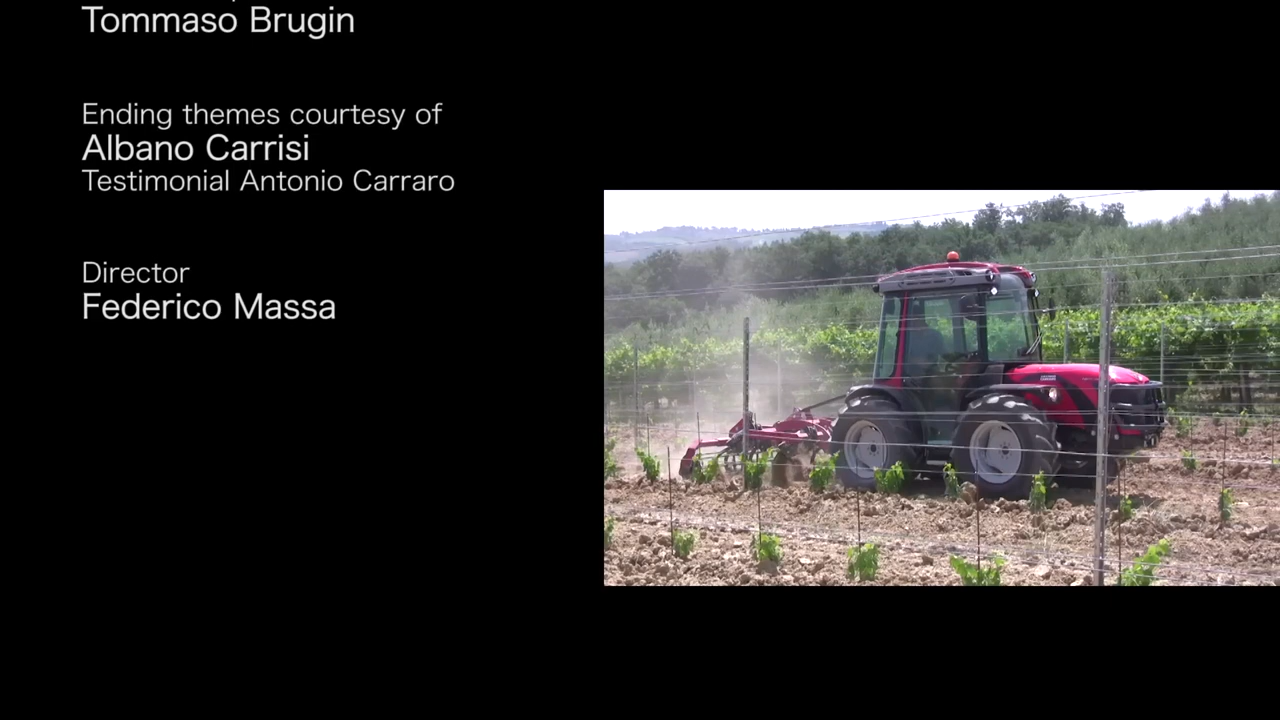 Tommaso Brugin
Ending themes courtesy of
Albano Carrisi
Testimonial Antonio Carraro
Director
Federico Massa